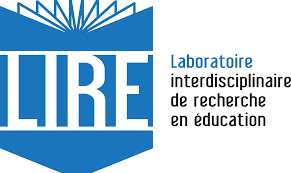 LIRE
Laboratoire
interdisciplinaire
de recherche
en éducation